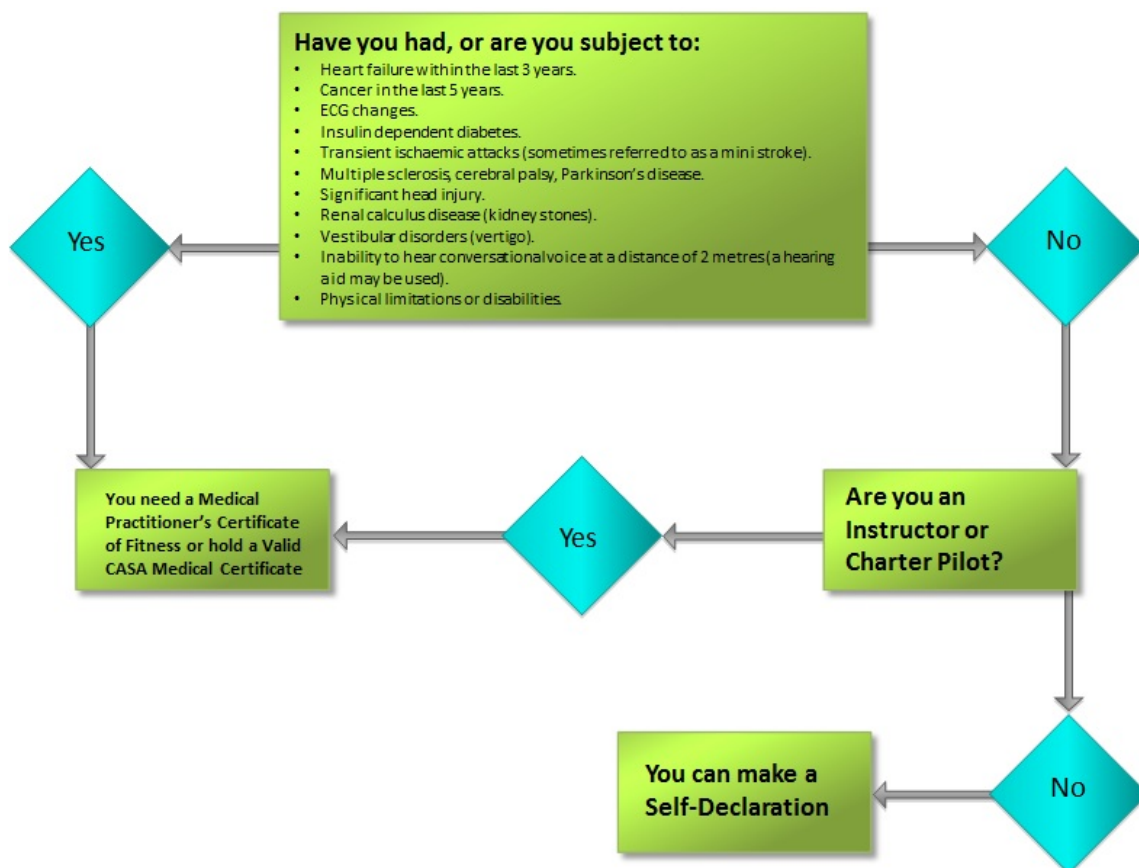 Have you had, or are you subject to:
• Heart failure within the last 3 years.
• Cancer in the last 5 years.
• ECG changes.
• Insulin dependent diabetes.
• Transient ischaemic attacks (sometimes referred to as a mini stroke).
• Multiple sclerosis, cerebral palsy, Parkinson's disease.
• Significant head injury.
• Renal calculus disease (kidney stones).
• Vestibular disorders (vertigo).
• Inability to hear conversational voice at a distance of 2 metres (a hearing
aid may be used).
• Physical limitations or disabilities.
Yes
No
You need a Medical
Practitioner's Certificate
of Fitness or hold a Valid
CASA Medical Certificate
Yes
Are you an
Instructor or
Charter Pilot?
You can make a
Self-Declaration
No